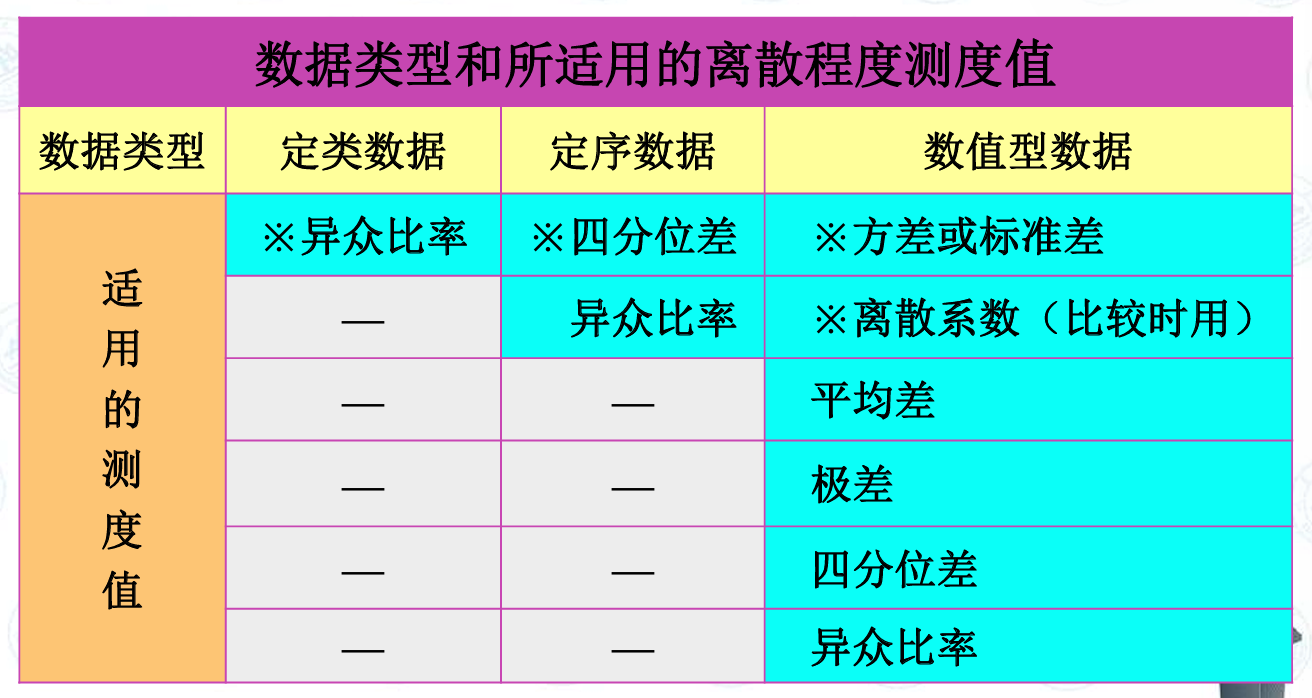 数据类型和所适用的离散程度测度值
数据类型 定类数据 定序数据 数值型数据
适用的测度值
※异众比率 ※四分位差 ※方差或标准差
— 异众比率 ※离散系数（比较时用）
— — 平均差
— — 极差
— — 四分位差
— — 异众比率